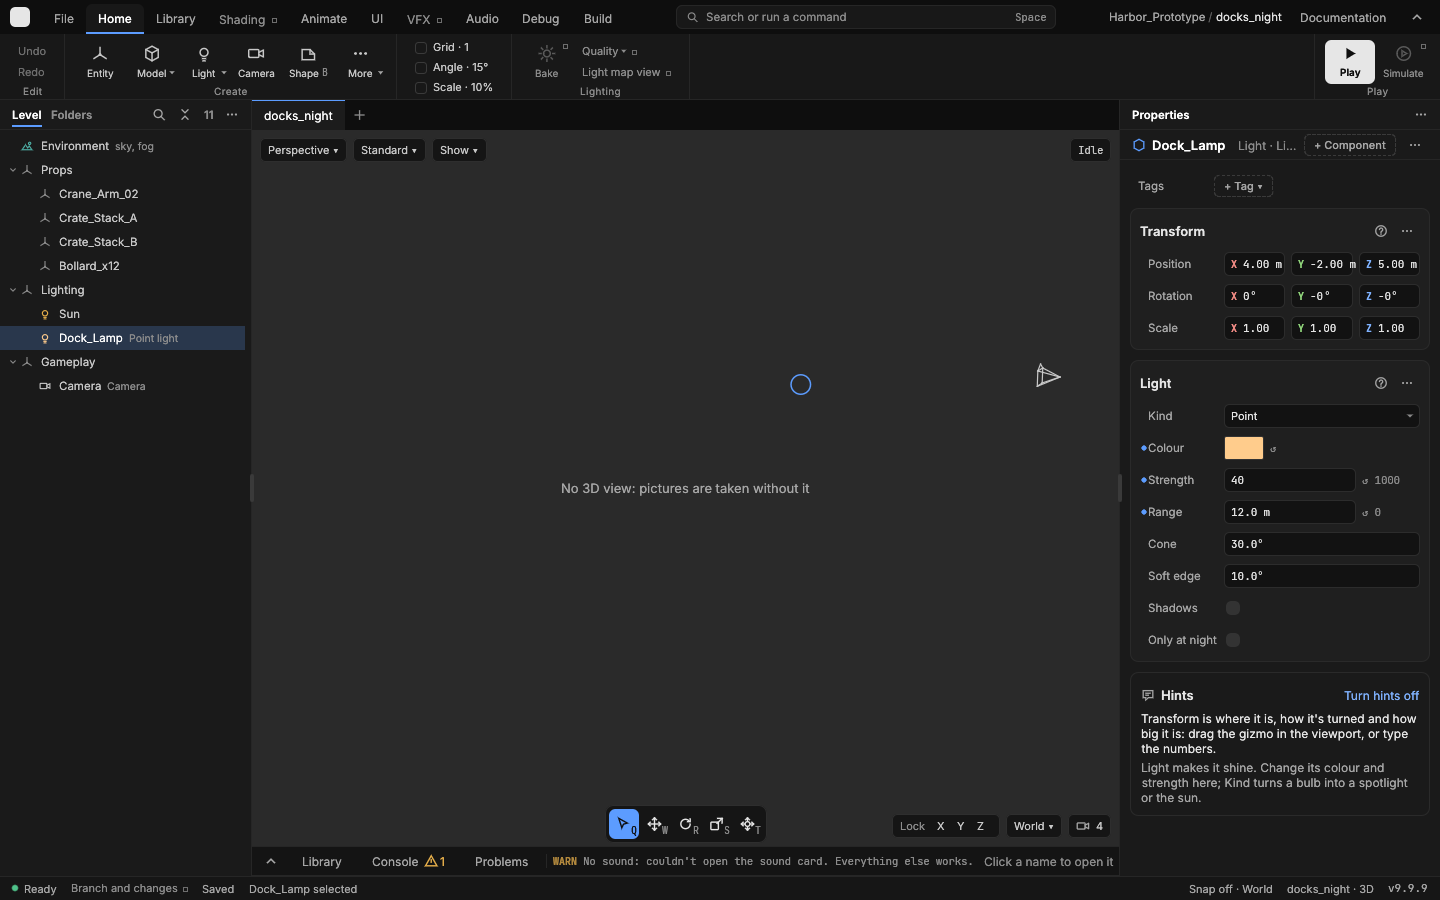 File Home Library Shading Animate UI VFX Audio Debug Build
Search or run a command Space
Harbor_Prototype / docks_night Documentation
Undo
Redo
Edit
Entity Model Light Camera Shape B More
Create
Grid · 1
Angle · 15°
Scale · 10%
Bake
Quality
Light map view
Lighting
Play Simulate
Play
Level Folders 11
docks_night
Properties
Environment sky, fog
Props
Crane_Arm_02
Crate_Stack_A
Crate_Stack_B
Bollard_x12
Lighting
Sun
Dock_Lamp Point light
Gameplay
Camera Camera
Perspective Standard Show
Idle
No 3D view: pictures are taken without it
Q W R S T
Lock X Y Z
World
4
Dock_Lamp Light · Li... + Component
Tags + Tag
Transform
Position X 4.00 m Y -2.00 m Z 5.00 m
Rotation X 0° Y -0° Z -0°
Scale X 1.00 Y 1.00 Z 1.00
Light
Kind Point
Colour
Strength 40 1000
Range 12.0 m 0
Cone 30.0°
Soft edge 10.0°
Shadows
Only at night
Hints Turn hints off
Transform is where it is, how it's turned and how
big it is: drag the gizmo in the viewport, or type
the numbers.
Light makes it shine. Change its colour and
strength here; Kind turns a bulb into a spotlight
or the sun.
Library Console 1 Problems WARN No sound: couldn't open the sound card. Everything else works. Click a name to open it
Ready Branch and changes Saved Dock_Lamp selected
Snap off · World docks_night · 3D v9.9.9